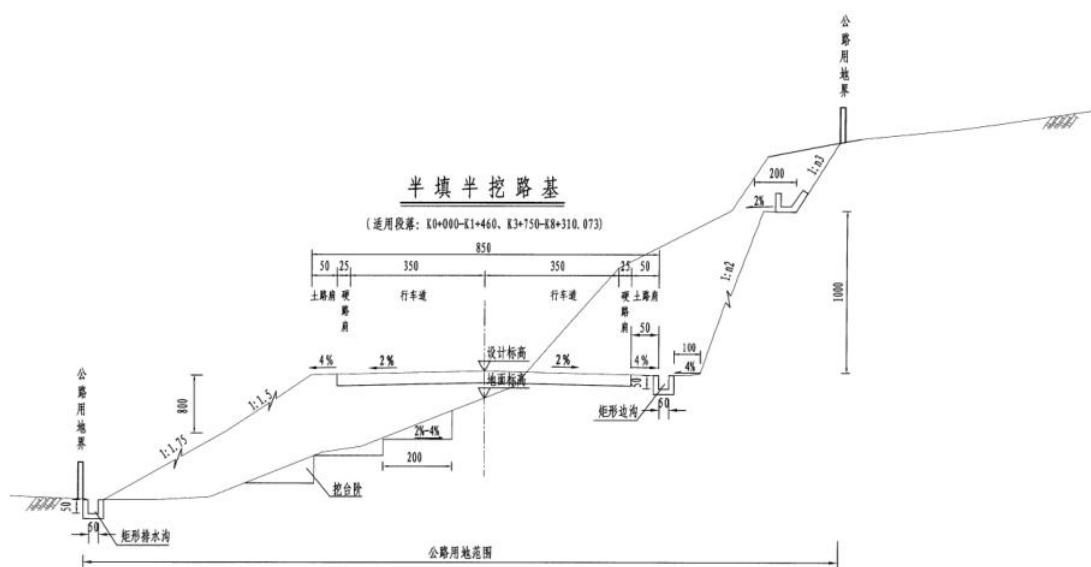 公路用地界
半填半挖路基
(适用段落: K0+000-K1+460、K3+750-K8+310.073)
850
50
25
350
350
25
50
土路肩
硬路肩
行车道
行车道
硬路肩
土路肩
200
1:n3
2%
1:n2
1000
50
100
4%
2%
设计标高
2%
4%
4%
地面标高
50
50
矩形边沟
公路用地界
800
1:1.5
1:1.75
2%-4%
200
挖台阶
50
50
矩形排水沟
公路用地范围